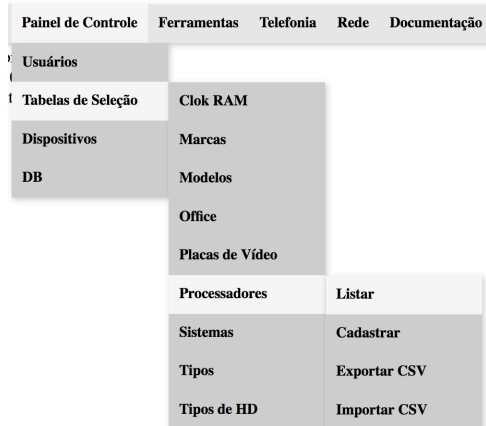 Painel de Controle Ferramentas Telefonia Rede Documentação
Usuários
Tabelas de Seleção
Dispositivos
DB
Clok RAM
Marcas
Modelos
Office
Placas de Vídeo
Processadores
Sistemas
Tipos
Tipos de HD
Listar
Cadastrar
Exportar CSV
Importar CSV